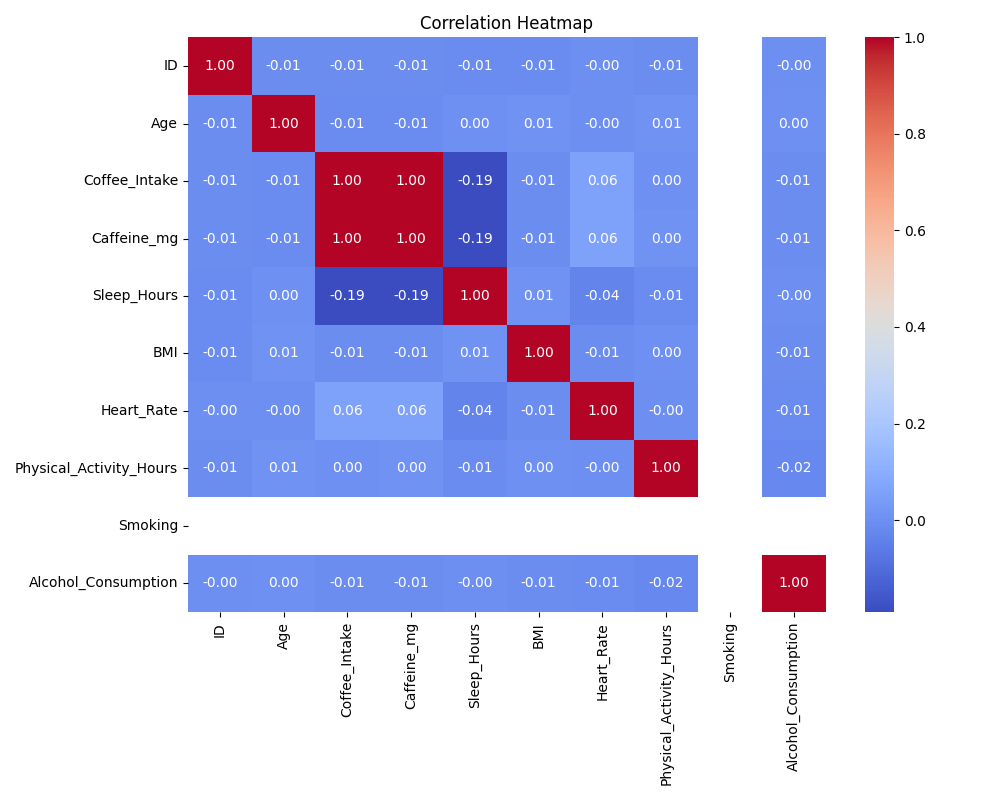 Correlation Heatmap
ID 1.00 -0.01 -0.01 -0.01 -0.01 -0.01 -0.00 -0.01 -0.00
Age -0.01 1.00 -0.01 -0.01 0.00 0.01 -0.00 0.01 0.00
Coffee_Intake -0.01 -0.01 1.00 1.00 -0.19 -0.01 0.06 0.00 -0.01
Caffeine_mg -0.01 -0.01 1.00 1.00 -0.19 -0.01 0.06 0.00 -0.01
Sleep_Hours -0.01 0.00 -0.19 -0.19 1.00 0.01 -0.04 -0.01 -0.00
BMI -0.01 0.01 -0.01 -0.01 0.01 1.00 -0.01 0.00 -0.01
Heart_Rate -0.00 -0.00 0.06 0.06 -0.04 -0.01 1.00 -0.00 -0.01
Physical_Activity_Hours -0.01 0.01 0.00 0.00 -0.01 0.00 -0.00 1.00 -0.02
Smoking
Alcohol_Consumption -0.00 0.00 -0.01 -0.01 -0.00 -0.01 -0.01 -0.02 1.00
ID
Age
Coffee_Intake
Caffeine_mg
Sleep_Hours
BMI
Heart_Rate
Physical_Activity_Hours
Smoking
Alcohol_Consumption
1.0
0.8
0.6
0.4
0.2
0.0